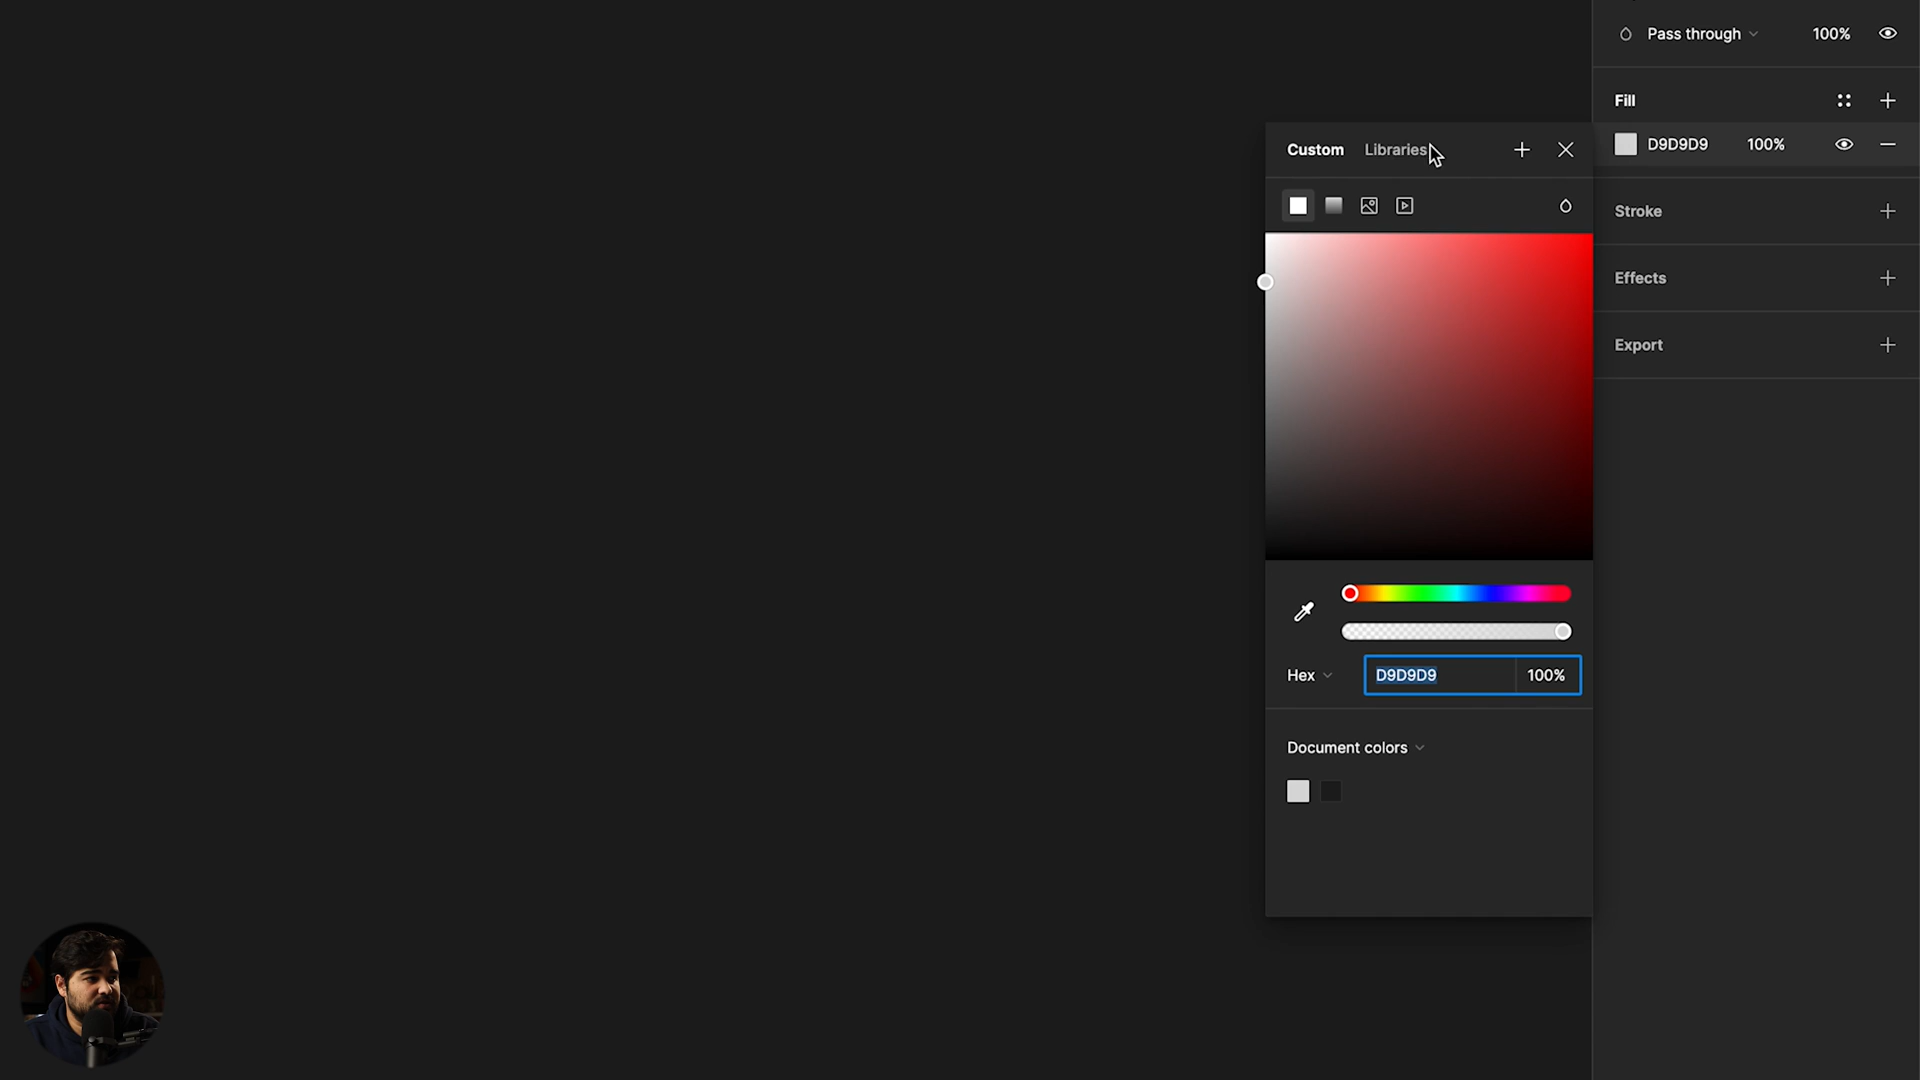 Pass through 100%
Fill
D9D9D9 100%
Custom Libraries
Stroke
Effects
Export
Hex D9D9D9 100%
Document colors